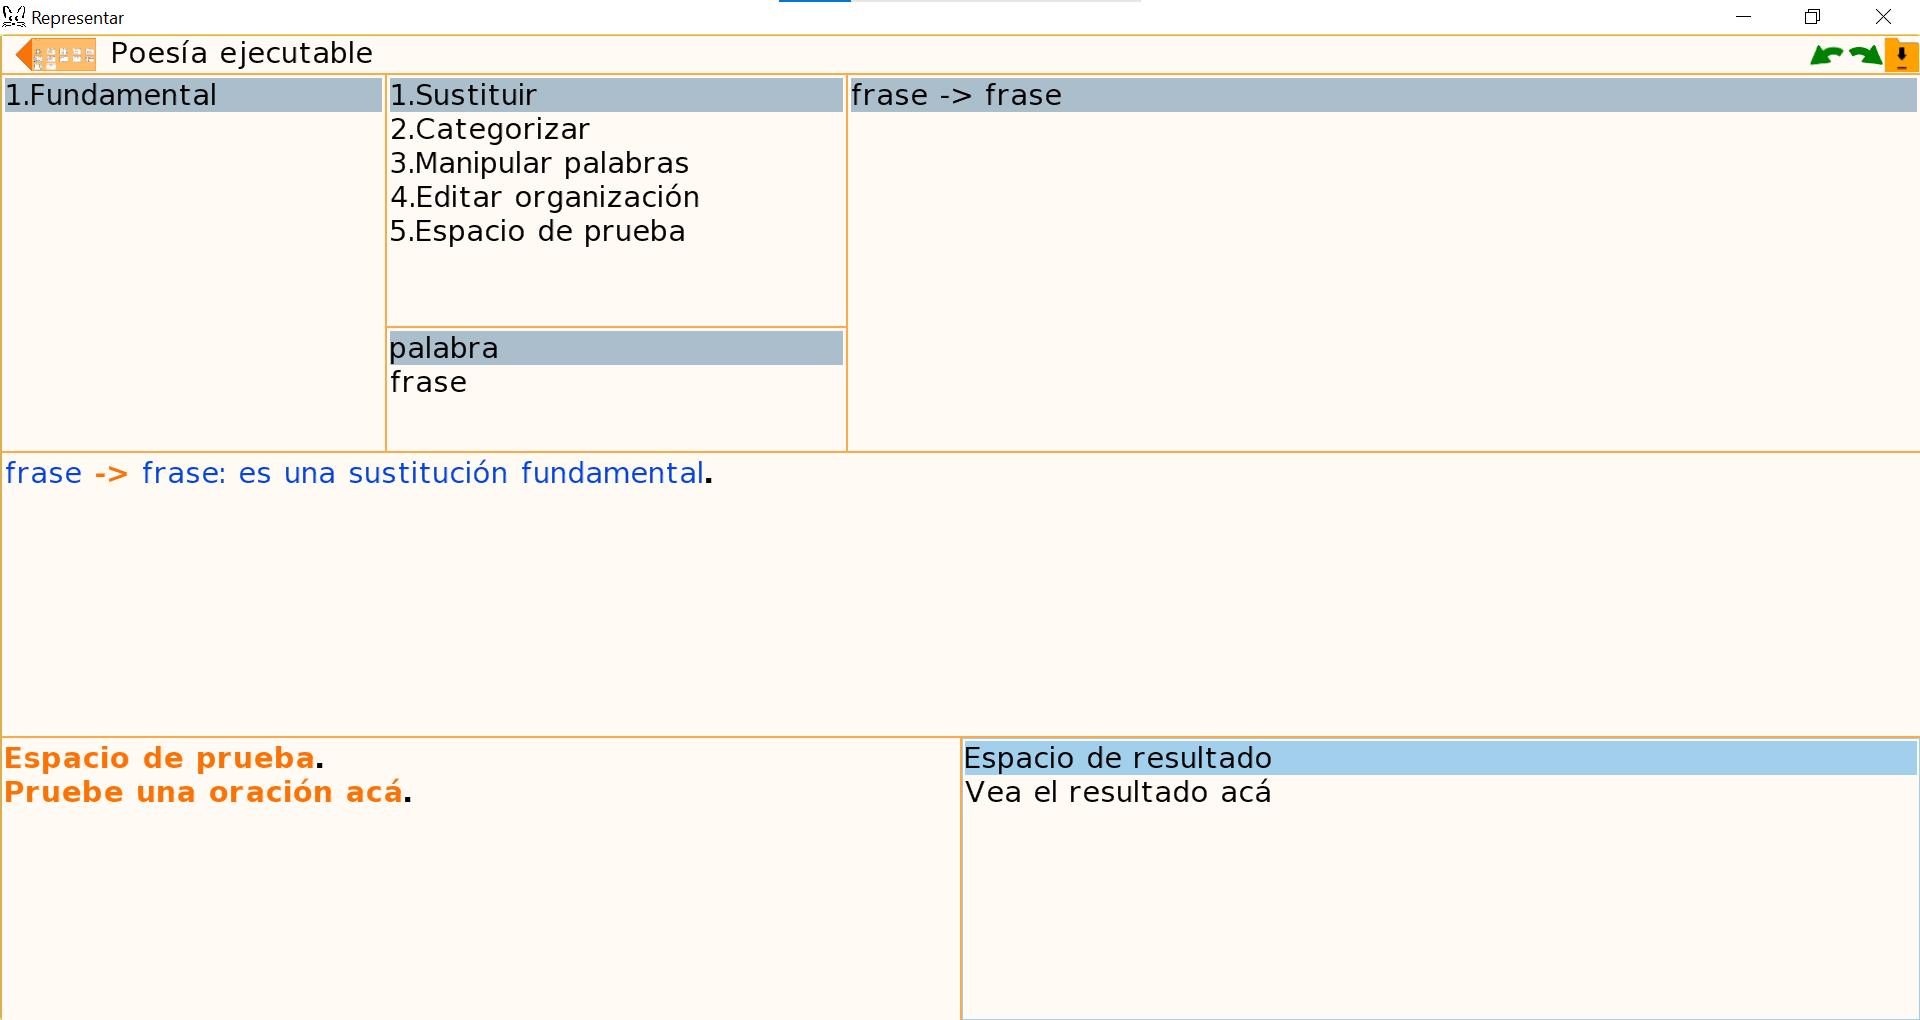 Representar
Poesía ejecutable
1.Fundamental
1.Sustituir
2.Categorizar
3.Manipular palabras
4.Editar organización
5.Espacio de prueba
palabra
frase
frase -> frase
frase -> frase: es una sustitución fundamental.
Espacio de prueba.
Pruebe una oración acá.
Espacio de resultado
Vea el resultado acá